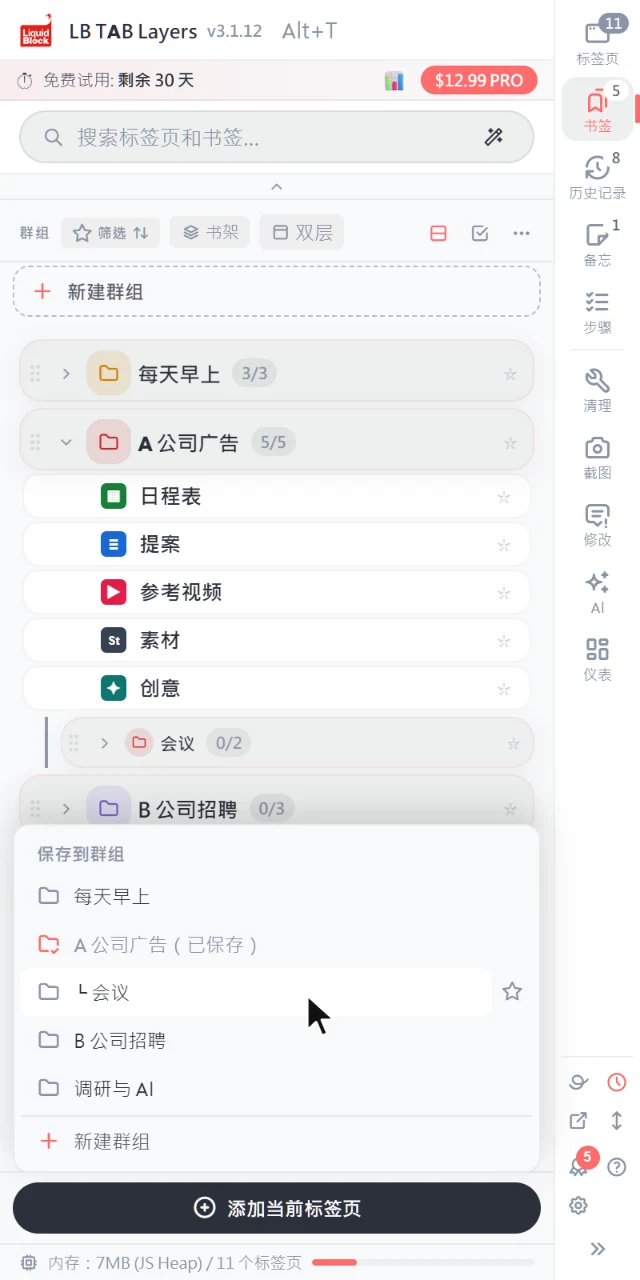 Liquid Block LB TAB Layers v3.1.12 Alt+T
免费试用: 剩余 30 天 $12.99 PRO
搜索标签页和书签...
群组 筛选 书架 双层
新建群组
每天早上 3/3
A 公司广告 5/5
日程表
提案
参考视频
St 素材
创意
会议 0/2
B 公司招聘 0/3
保存到群组
每天早上
A 公司广告 ( 已保存 )
┗ 会议
B 公司招聘
调研与 AI
新建群组
添加当前标签页
内存：7MB (JS Heap) / 11 个标签页
11
标签页
5
书签
8
历史记录
1
备忘
步骤
清理
截图
修改
AI
仪表
5